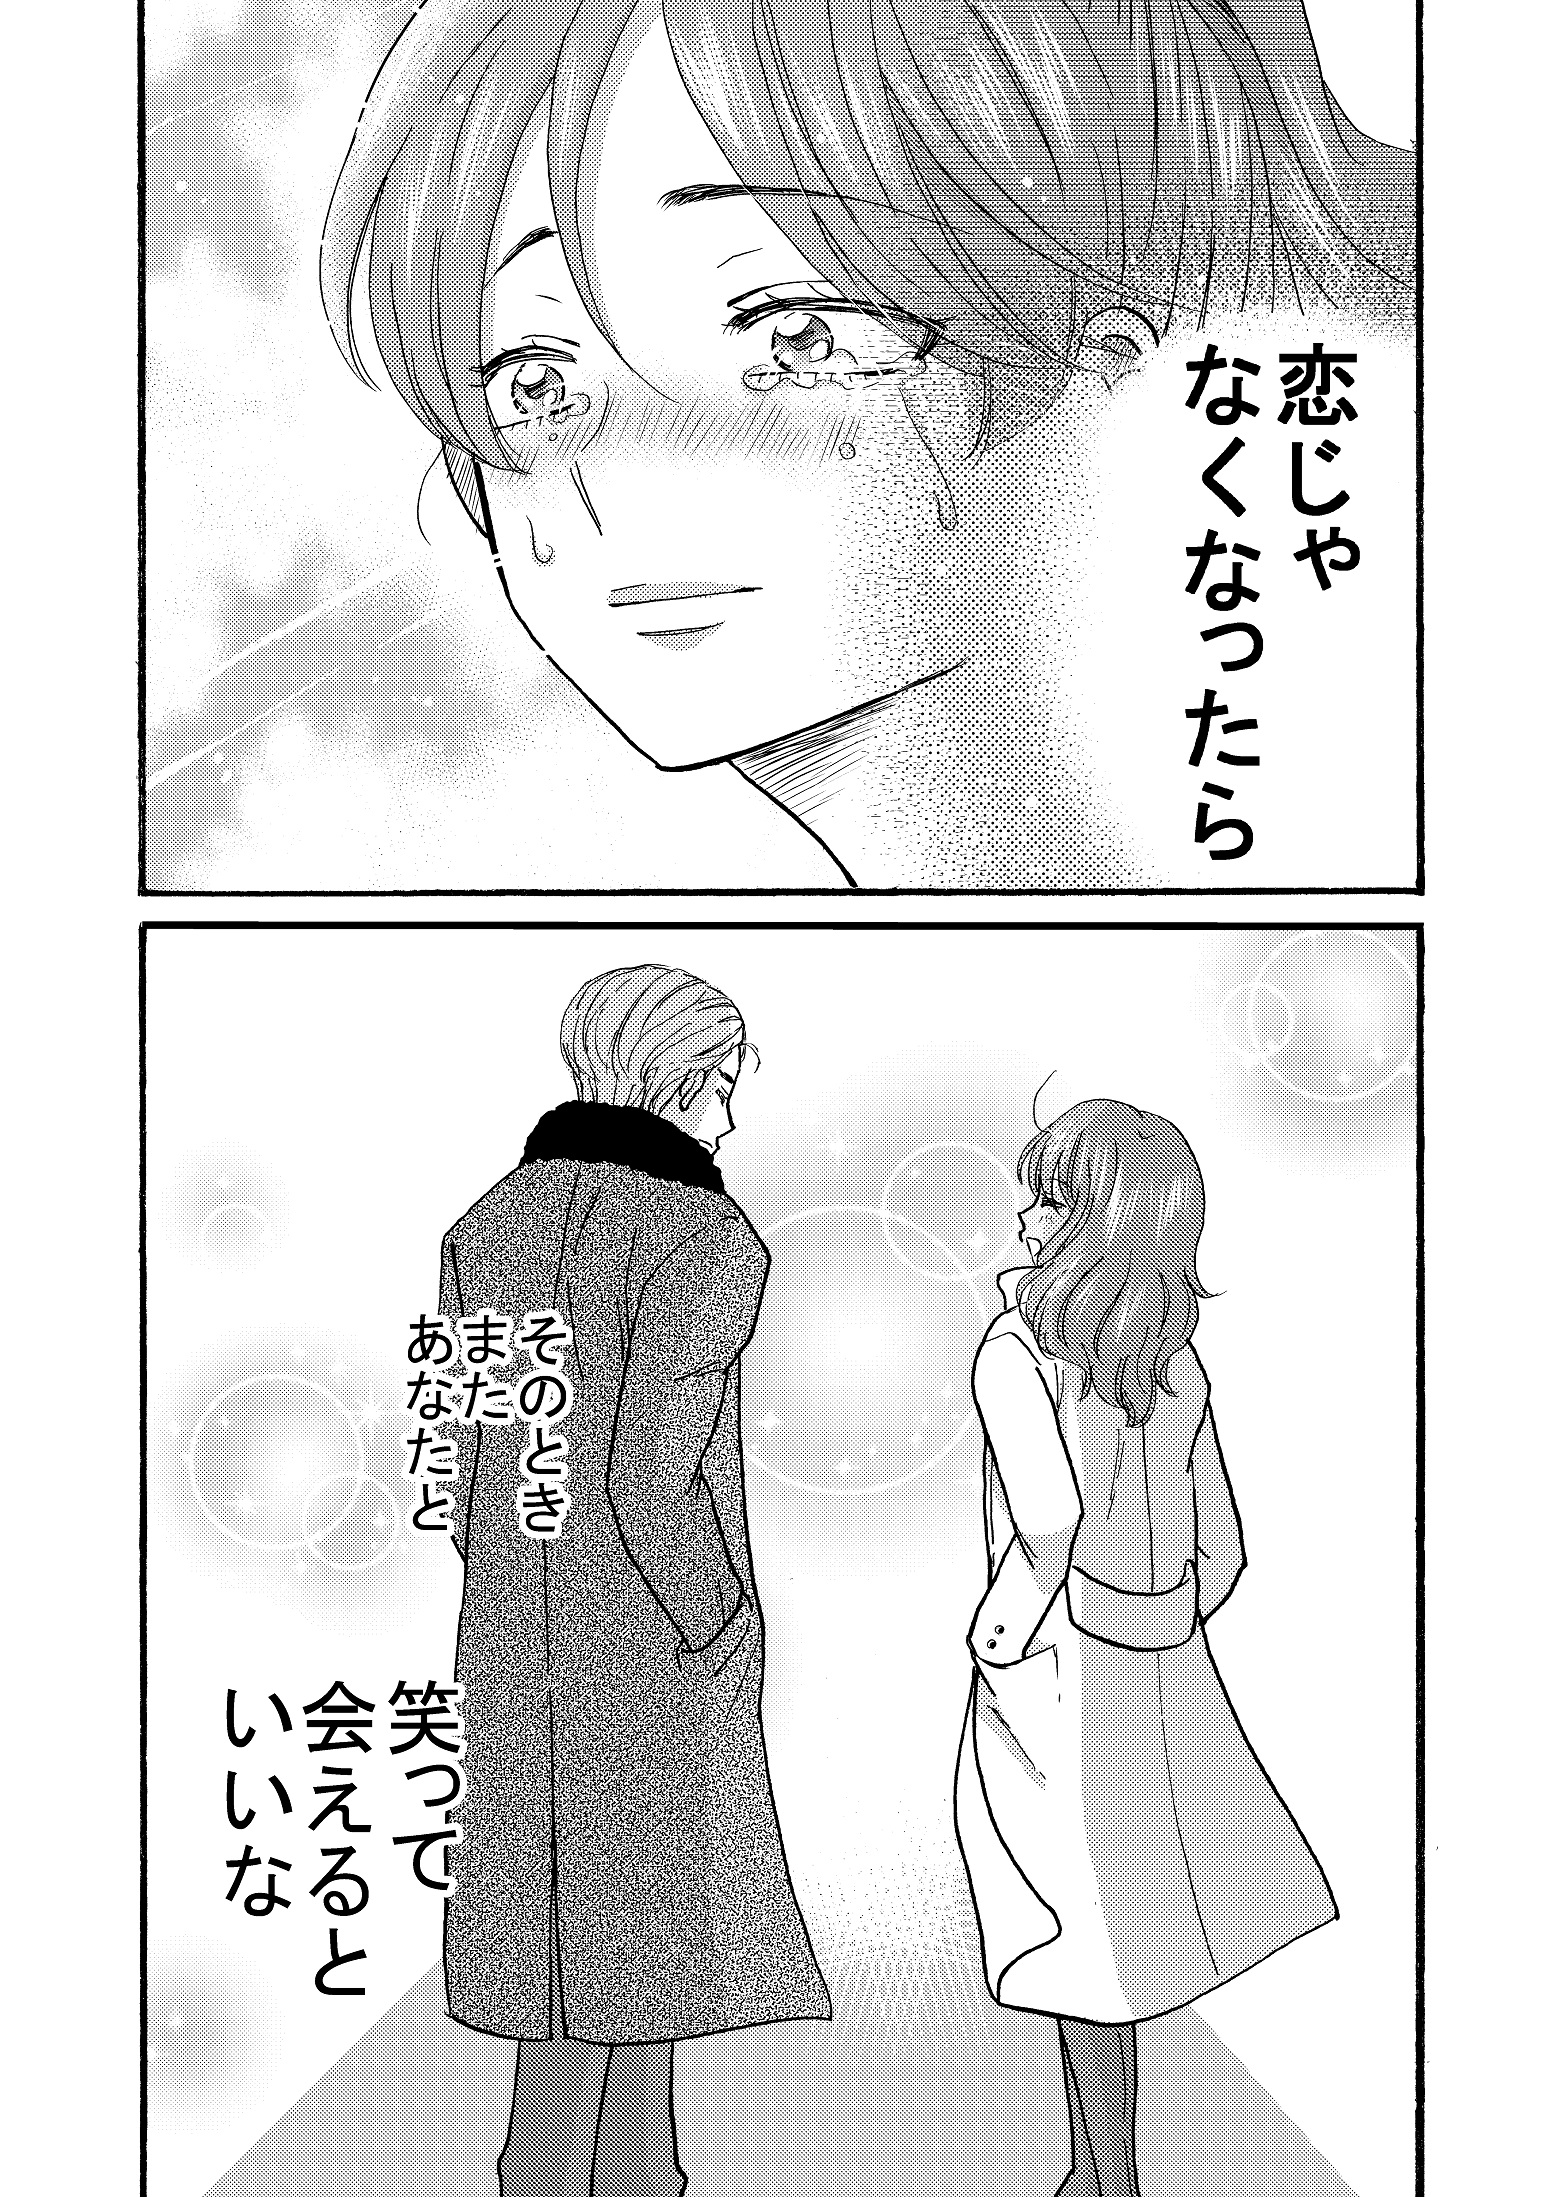 恋じゃ
なくなったら
そのとき
また
あなたと
笑って
会えると
いいな